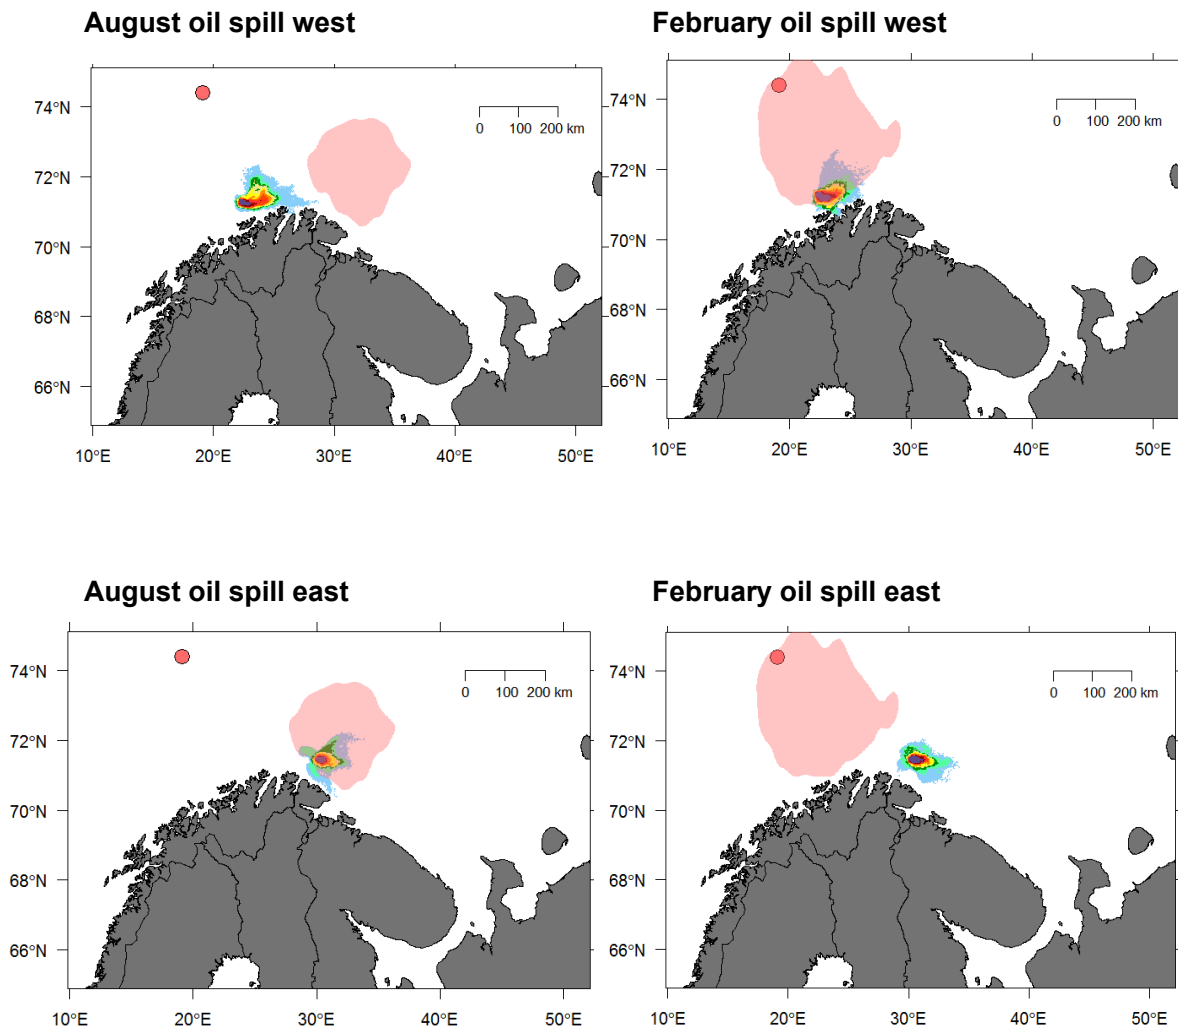 August oil spill west
February oil spill west
74°N
72°N
70°N
68°N
66°N
0 100 200 km
10°E 20°E 30°E 40°E 50°E
74°N
72°N
70°N
68°N
66°N
0 100 200 km
10°E 20°E 30°E 40°E 50°E
August oil spill east
February oil spill east
74°N
72°N
70°N
68°N
66°N
0 100 200 km
10°E 20°E 30°E 40°E 50°E
74°N
72°N
70°N
68°N
66°N
0 100 200 km
10°E 20°E 30°E 40°E 50°E